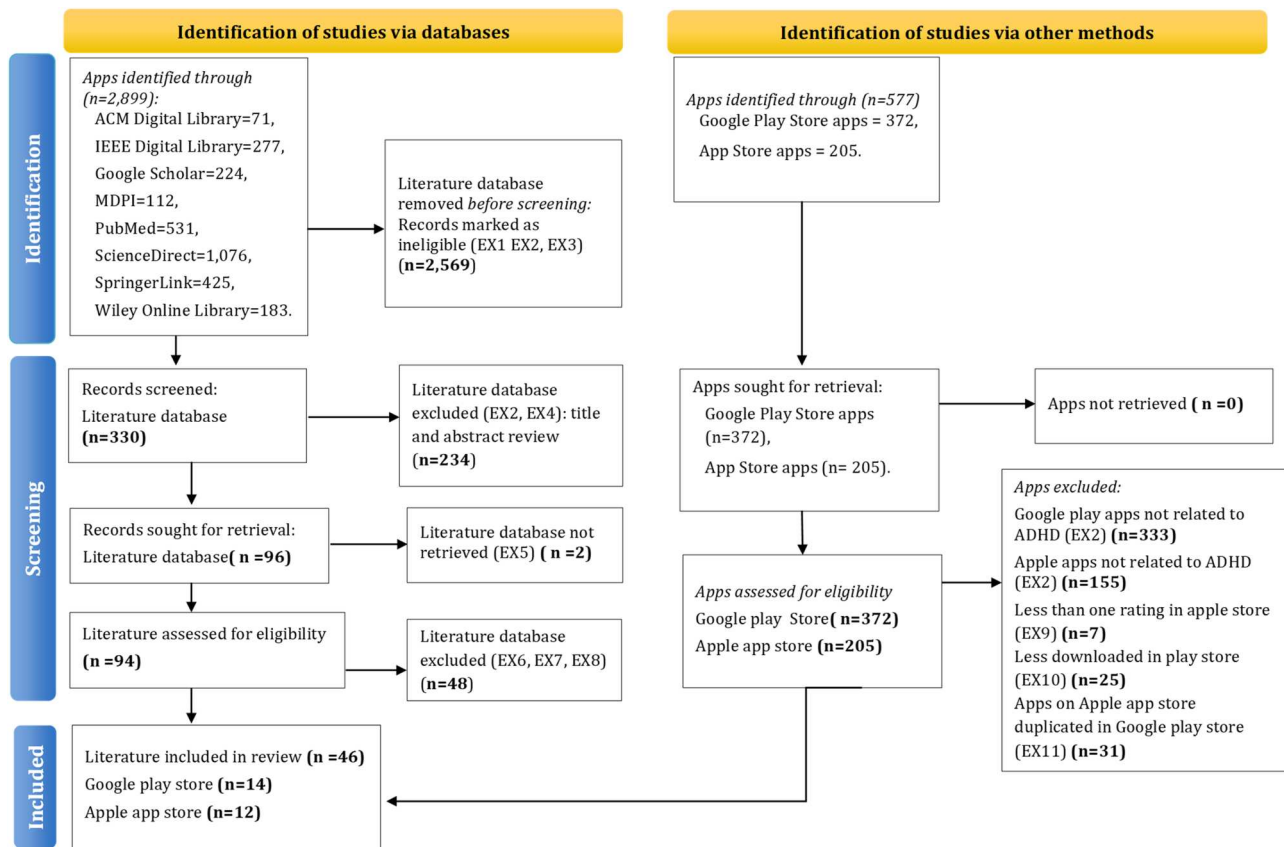 Identification of studies via databases
Identification of studies via other methods
Identification
Apps identified through
(n=2,899):
ACM Digital Library=71,
IEEE Digital Library=277,
Google Scholar=224,
MDPI=112,
PubMed=531,
ScienceDirect=1,076,
SpringerLink=425,
Wiley Online Library=183.
Literature database
removed before screening:
Records marked as
ineligible (EX1 EX2, EX3)
(n=2,569)
Apps identified through (n=577)
Google Play Store apps = 372,
App Store apps = 205.
Screening
Records screened:
Literature database
(n=330)
Literature database
excluded (EX2, EX4): title
and abstract review
(n=234)
Records sought for retrieval:
Literature database( n =96)
Literature database not
retrieved (EX5) ( n =2)
Literature assessed for eligibility
(n =94)
Literature database
excluded (EX6, EX7, EX8)
(n=48)
Apps sought for retrieval:
Google Play Store apps
(n=372),
App Store apps (n= 205).
Apps not retrieved ( n =0)
Apps assessed for eligibility
Google play Store( n=372)
Apple app store (n=205)
Apps excluded:
Google play apps not related to
ADHD (EX2) (n=333)
Apple apps not related to ADHD
(EX2) (n=155)
Less than one rating in apple store
(EX9) (n=7)
Less downloaded in play store
(EX10) (n=25)
Apps on Apple app store
duplicated in Google play store
(EX11) (n=31)
Included
Literature included in review (n =46)
Google play store (n=14)
Apple app store (n=12)